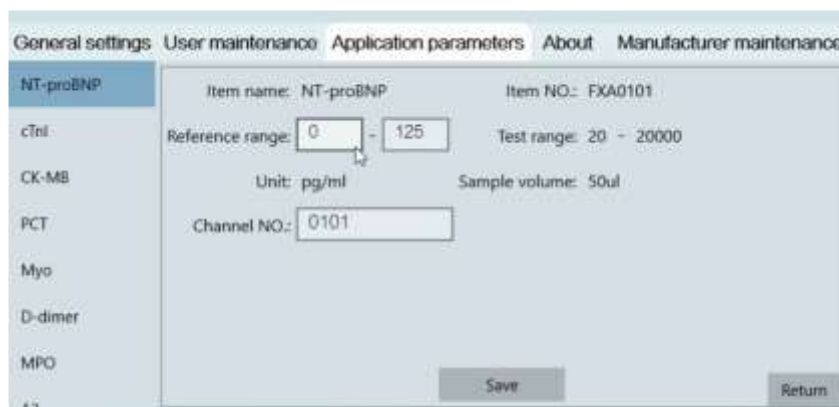 General settings User maintenance Application parameters About Manufacturer maintenance
NT-proBNP
cTnI
CK-MB
PCT
Myo
D-dimer
MPO
Item name: NT-proBNP Item NO.: FXA0101
Reference range: 0 - 125 Test range: 20 - 20000
Unit: pg/ml Sample volume: 50ul
Channel NO.: 0101
Save Return